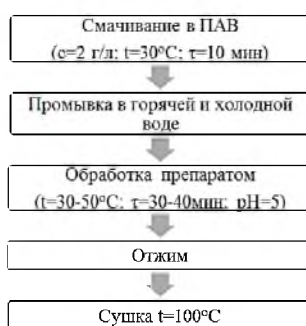 Смачивание в ПАВ
(с=2 г/л; t=30°С; τ=10 мин)
Промывка в горячей и холодной
воде
Обработка препаратом
(t=30-50°С; τ=30-40мин; pH=5)
Отжим
Сушка t=100°С